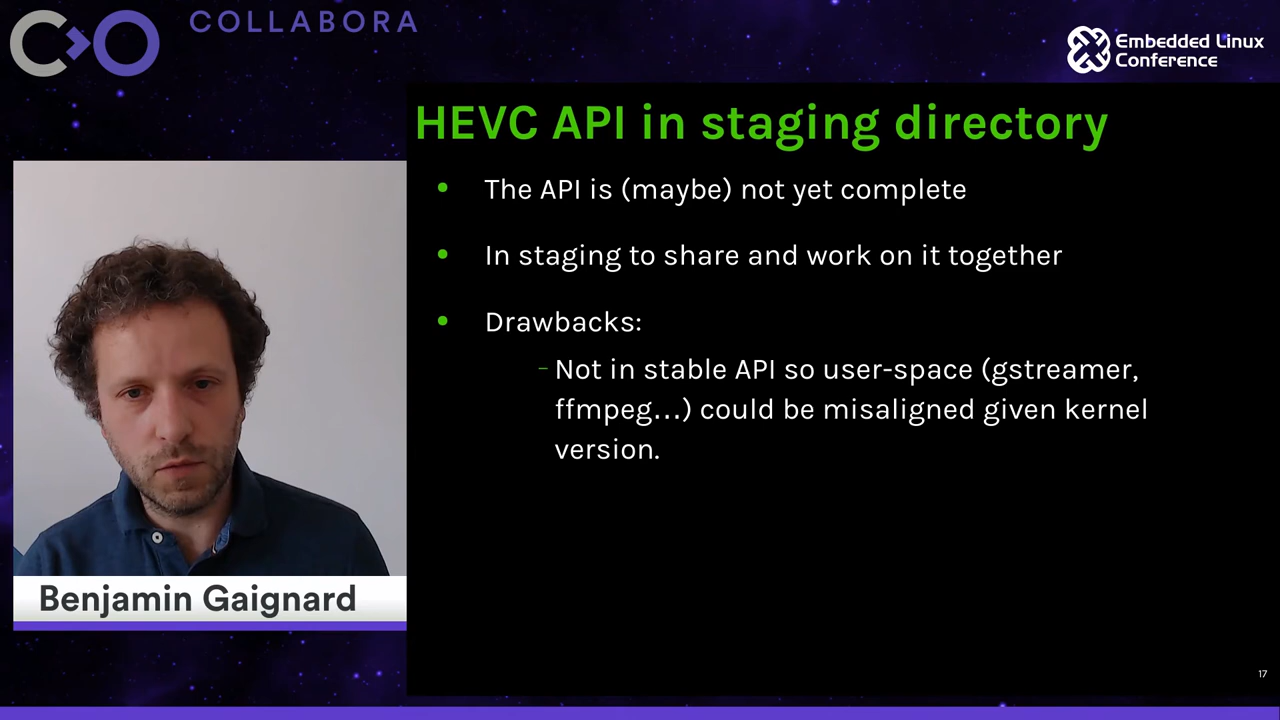 COLLABORA
Embedded Linux
Conference
HEVC API in staging directory
• The API is (maybe) not yet complete
• In staging to share and work on it together
• Drawbacks:
– Not in stable API so user-space (gstreamer,
ffmpeg...) could be misaligned given kernel
version.
Benjamin Gaignard
17